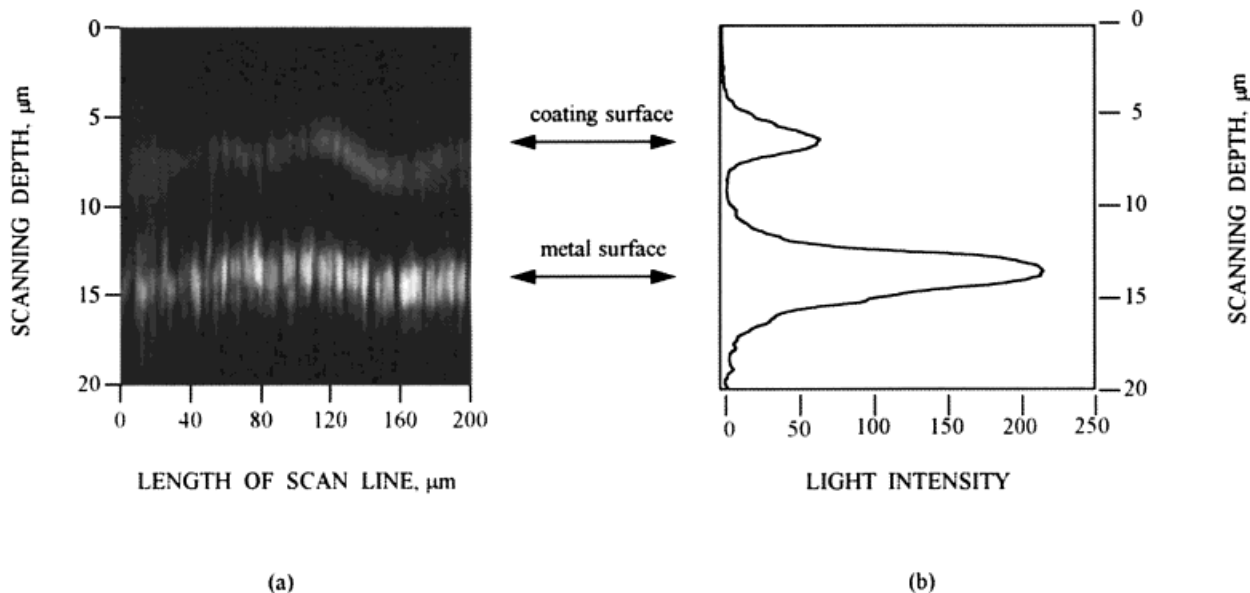 SCANNING DEPTH, μm
0
5
10
15
20
0 40 80 120 160 200
LENGTH OF SCAN LINE, μm
(a)
coating surface
metal surface
0 50 100 150 200 250
LIGHT INTENSITY
(b)
0
5
10
15
20
SCANNING DEPTH, μm